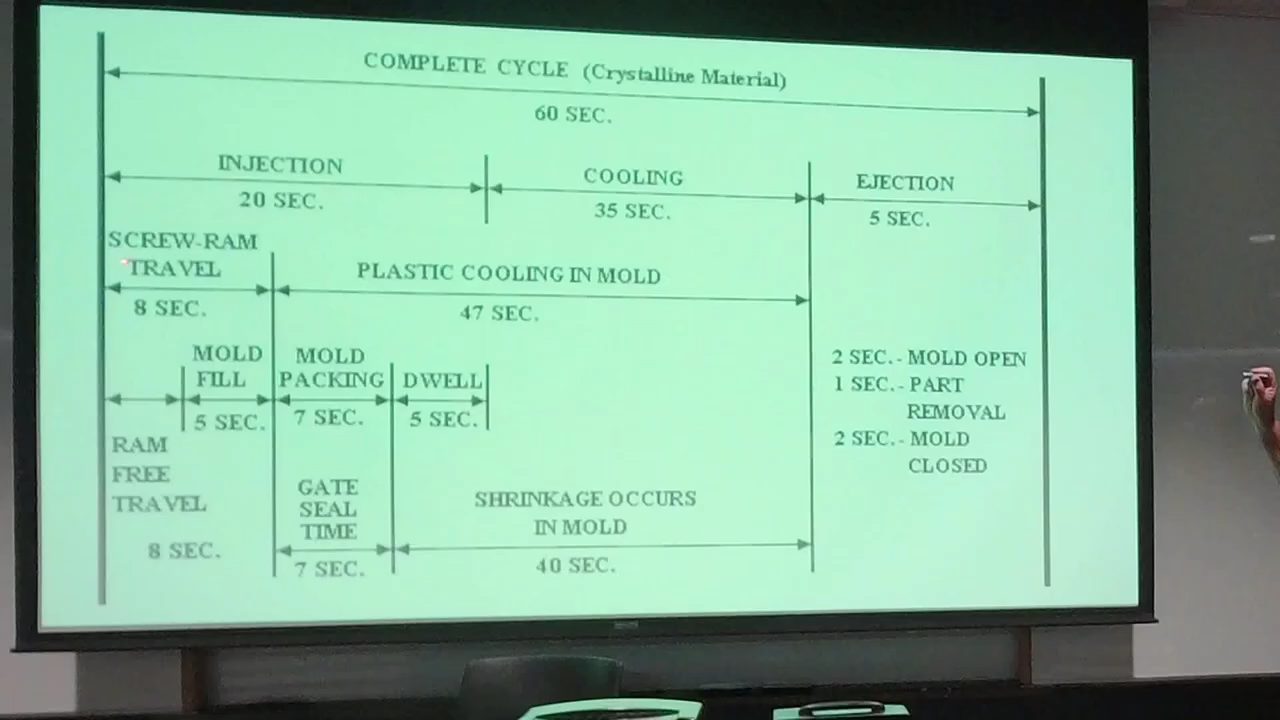 COMPLETE CYCLE (Crystalline Material)
60 SEC.
INJECTION
20 SEC.
COOLING
35 SEC.
EJECTION
5 SEC.
SCREW-RAM
TRAVEL
8 SEC.
PLASTIC COOLING IN MOLD
47 SEC.
MOLD
FILL
5 SEC.
MOLD
PACKING
7 SEC.
DWELL
5 SEC.
2 SEC.- MOLD OPEN
1 SEC.- PART
REMOVAL
2 SEC.- MOLD
CLOSED
RAM
FREE
TRAVEL
8 SEC.
GATE
SEAL
TIME
7 SEC.
SHRINKAGE OCCURS
IN MOLD
40 SEC.